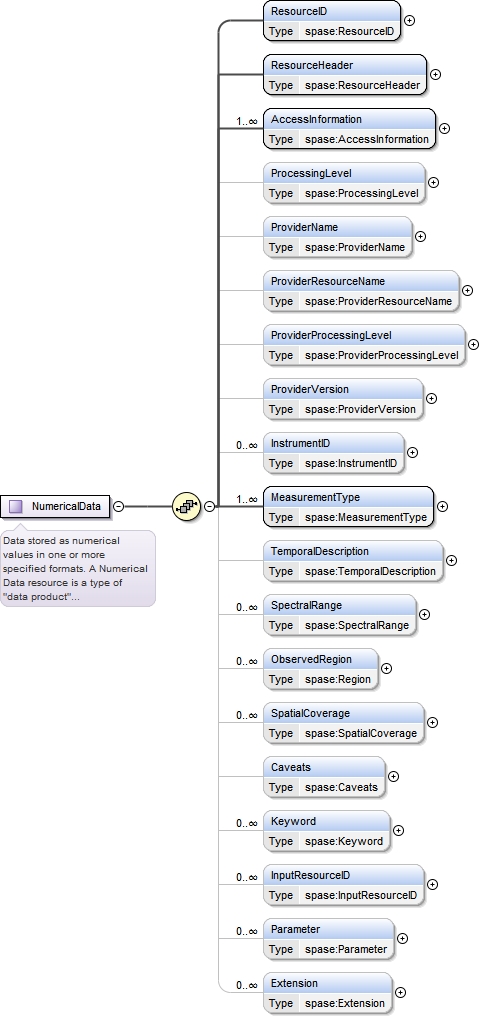 ResourceID
Type spase:ResourceID
ResourceHeader
Type spase:ResourceHeader
1..∞
AccessInformation
Type spase:AccessInformation
ProcessingLevel
Type spase:ProcessingLevel
ProviderName
Type spase:ProviderName
ProviderResourceName
Type spase:ProviderResourceName
ProviderProcessingLevel
Type spase:ProviderProcessingLevel
ProviderVersion
Type spase:ProviderVersion
0..∞
InstrumentID
Type spase:InstrumentID
NumericalData
Data stored as numerical
values in one or more
specified formats. A Numerical
Data resource is a type of
"data product"...
1..∞
MeasurementType
Type spase:MeasurementType
TemporalDescription
Type spase:TemporalDescription
0..∞
SpectralRange
Type spase:SpectralRange
0..∞
ObservedRegion
Type spase:Region
0..∞
SpatialCoverage
Type spase:SpatialCoverage
Caveats
Type spase:Caveats
0..∞
Keyword
Type spase:Keyword
0..∞
InputResourceID
Type spase:InputResourceID
0..∞
Parameter
Type spase:Parameter
0..∞
Extension
Type spase:Extension